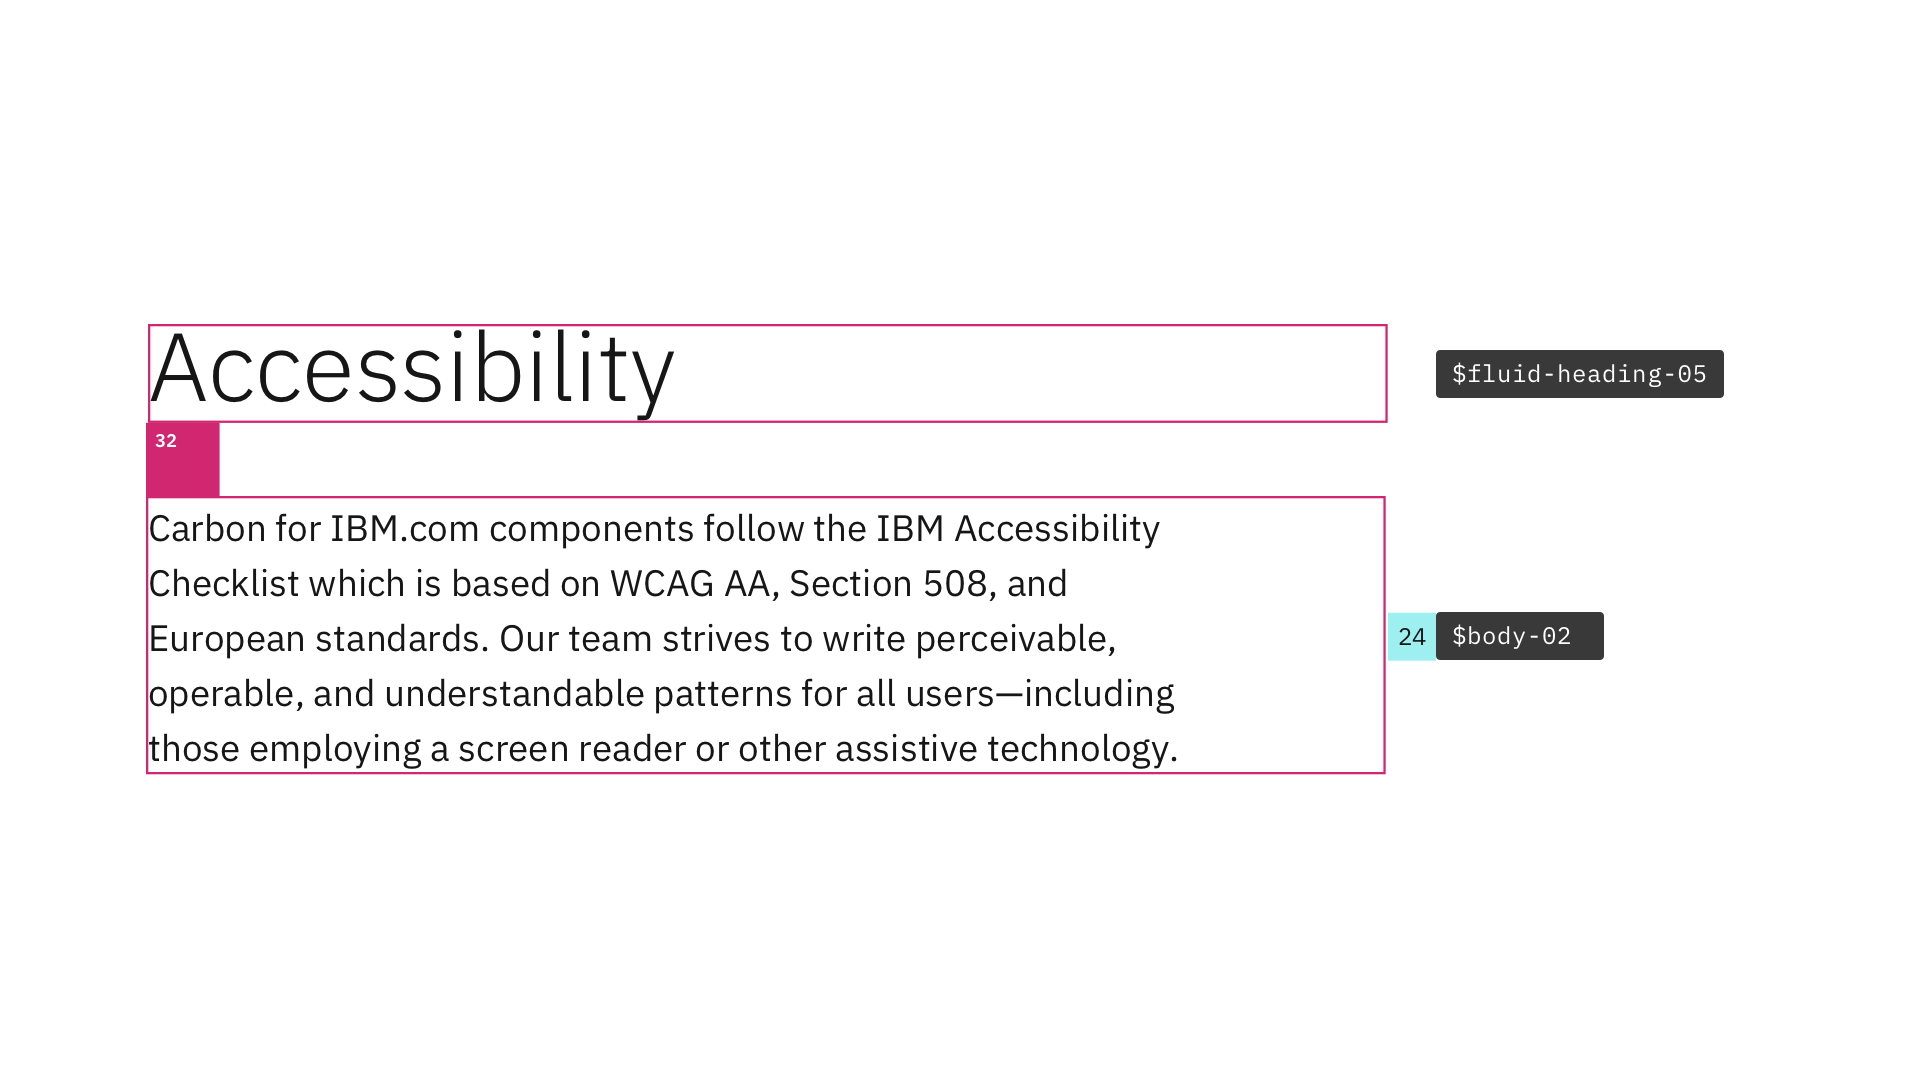 Accessibility
$fluid-heading-05
32
Carbon for IBM.com components follow the IBM Accessibility
Checklist which is based on WCAG AA, Section 508, and
European standards. Our team strives to write perceivable,
operable, and understandable patterns for all users—including
those employing a screen reader or other assistive technology.
24
$body-02